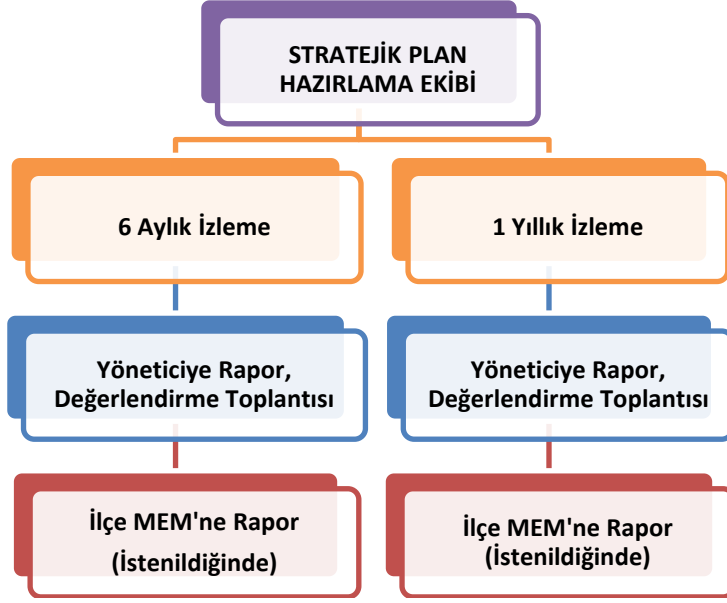 STRATEJİK PLAN
HAZIRLAMA EKİBİ
6 Aylık İzleme
1 Yıllık İzleme
Yöneticiye Rapor,
Değerlendirme Toplantısı
Yöneticiye Rapor,
Değerlendirme Toplantısı
İlçe MEM'ne Rapor
(İstenildiğinde)
İlçe MEM'ne Rapor
(İstenildiğinde)